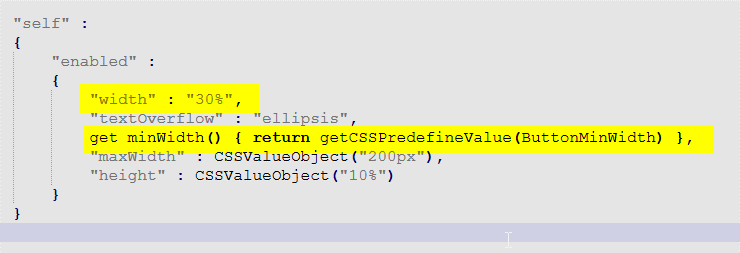 "self" :
{
"enabled" :
{
"width" : "30%",
"textOverflow" : "ellipsis",
get minWidth() { return getCSSPredefineValue(ButtonMinWidth) },
"maxWidth" : CSSValueObject("200px"),
"height" : CSSValueObject("10%")
}
}